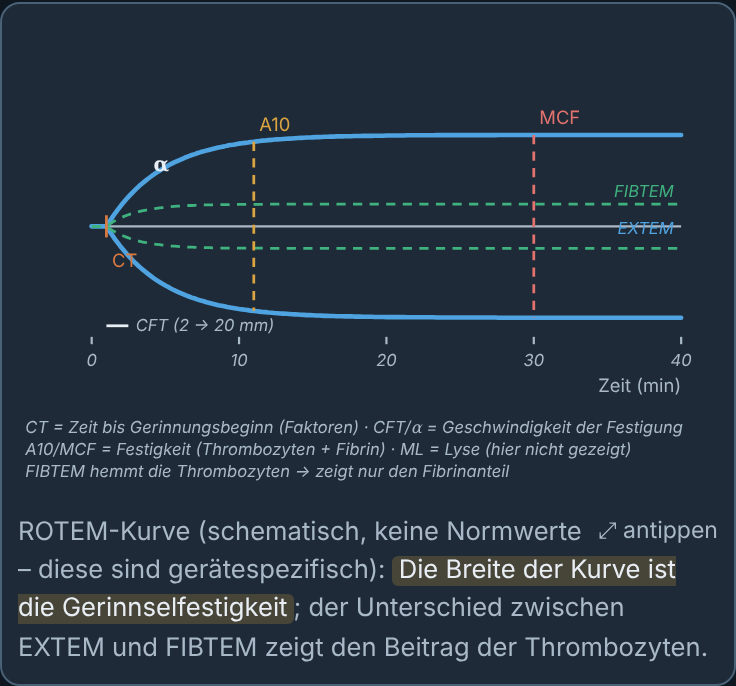 A10
MCF
α
FIBTEM
EXTEM
CT
CFT (2 → 20 mm)
0 10 20 30 40
Zeit (min)
CT = Zeit bis Gerinnungsbeginn (Faktoren) · CFT/α = Geschwindigkeit der Festigung
A10/MCF = Festigkeit (Thrombozyten + Fibrin) · ML = Lyse (hier nicht gezeigt)
FIBTEM hemmt die Thrombozyten → zeigt nur den Fibrinanteil
ROTEM-Kurve (schematisch, keine Normwerte ⤢ antippen
– diese sind gerätespezifisch): Die Breite der Kurve ist
die Gerinnselfestigkeit; der Unterschied zwischen
EXTEM und FIBTEM zeigt den Beitrag der Thrombozyten.